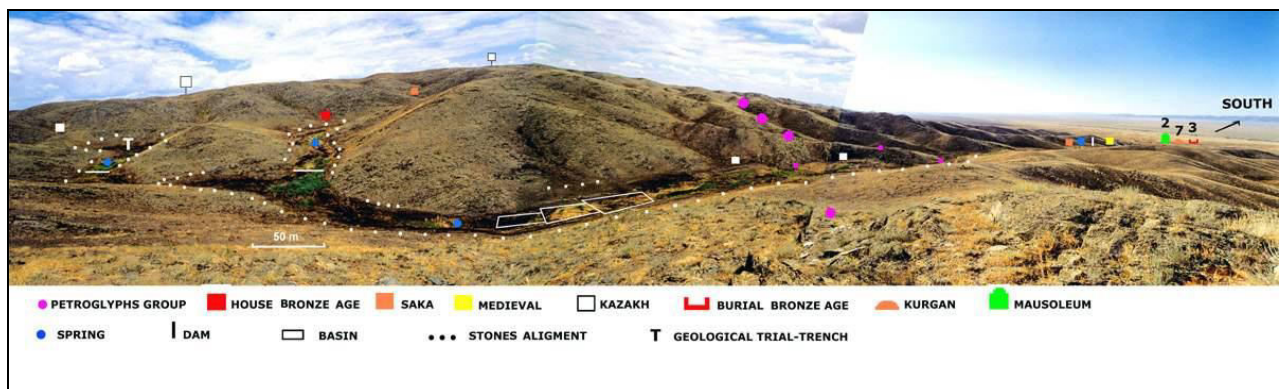 SOUTH
2 7 3
T
50 m
PETROGLYPHS GROUP HOUSE BRONZE AGE SAKA MEDIEVAL KAZAKH BURIAL BRONZE AGE KURGAN MAUSOLEUM
SPRING DAM BASIN STONES ALIGMENT T GEOLOGICAL TRIAL-TRENCH